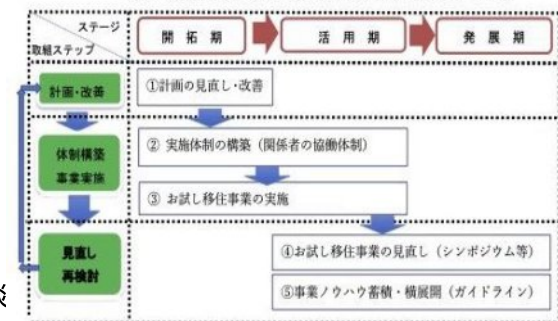 ステージ
取組ステップ
開拓期
活用期
発展期
計画・改善
①計画の見直し・改善
体制構築
事業実施
② 実施体制の構築（関係者の協働体制）
③ お試し移住事業の実施
見直し
再検討
④お試し移住事業の見直し（シンポジウム等）
⑤事業ノウハウ蓄積・横展開（ガイドライン）